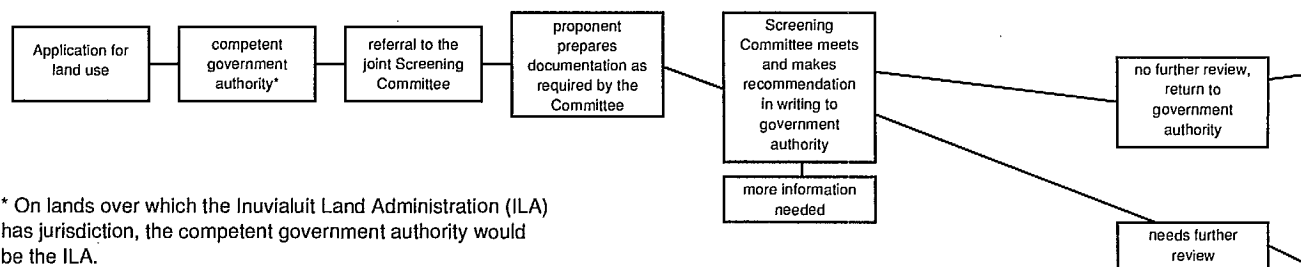 Application for
land use
competent
government
authority*
referral to the
joint Screening
Committee
proponent
prepares
documentation as
required by the
Committee
Screening
Committee meets
and makes
recommendation
in writing to
government
authority
more information
needed
no further review,
return to
government
authority
needs further
review
* On lands over which the Inuvialuit Land Administration (ILA)
has jurisdiction, the competent government authority would
be the ILA.